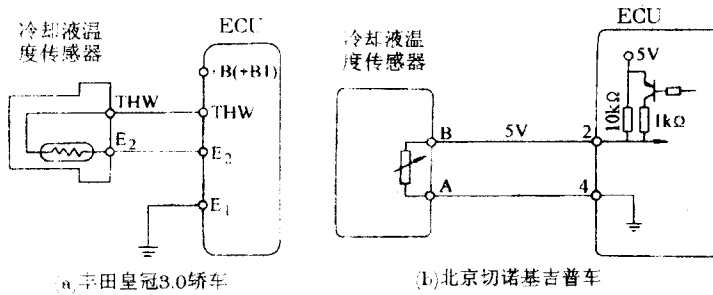 冷却液温
度传感器
ECU
+B(+B1)
THW
THW
E2
E2
E1
(a)丰田皇冠3.0轿车
冷却液温
度传感器
ECU
5V
10kΩ
1kΩ
B
5V
2
A
4
(b)北京切诺基吉普车